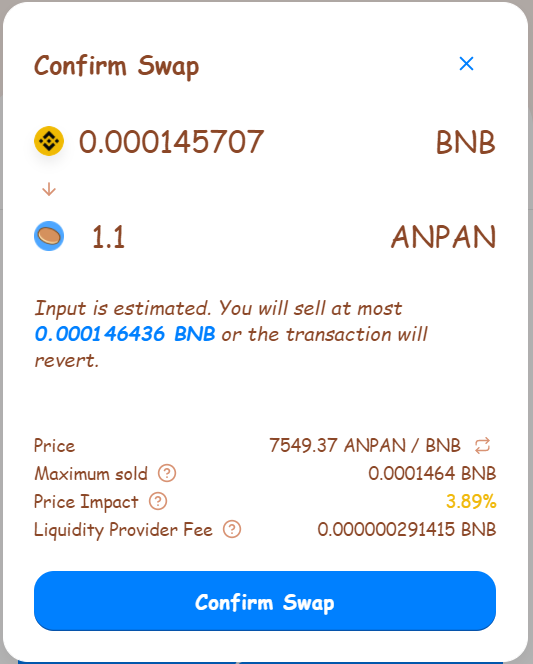 Confirm Swap
0.000145707 BNB
1.1 ANPAN
Input is estimated. You will sell at most
0.000146436 BNB or the transaction will
revert.
Price 7549.37 ANPAN / BNB
Maximum sold ? 0.0001464 BNB
Price Impact ? 3.89%
Liquidity Provider Fee ? 0.000000291415 BNB
Confirm Swap